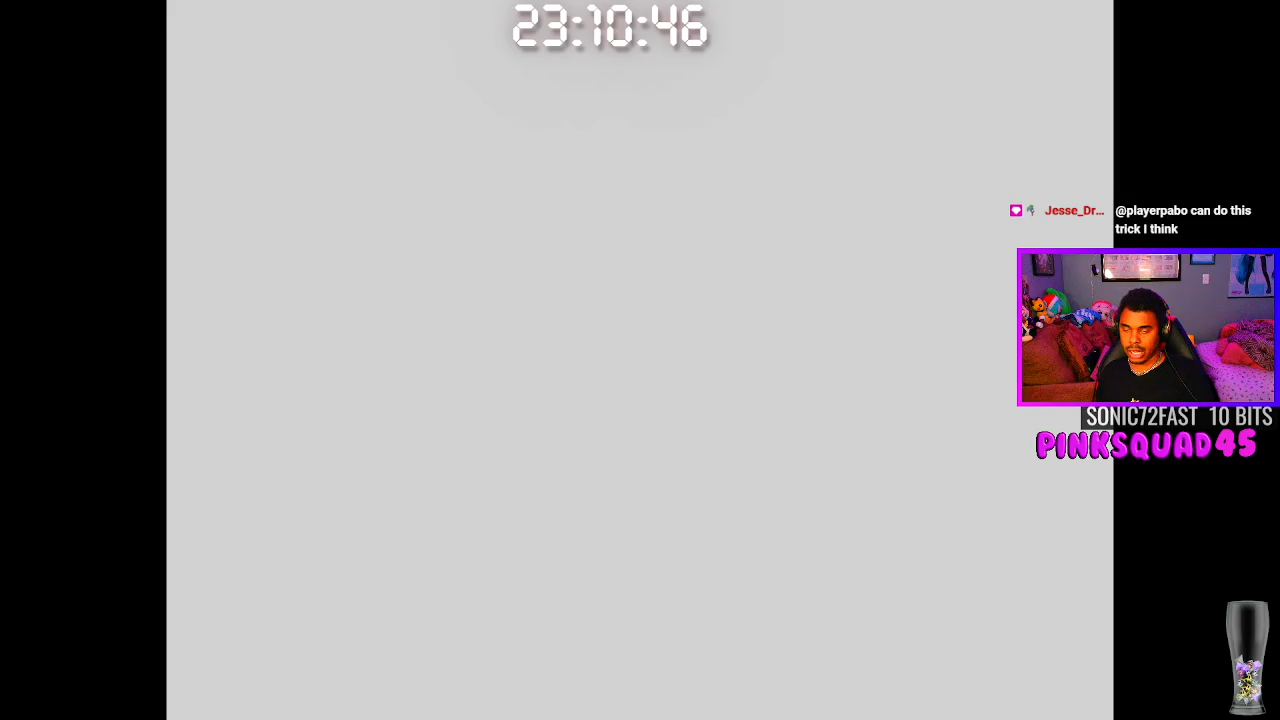 23:10:46
Jesse_Dr... @playerpabo can do this
trick I think
SONIC72FAST 10 BITS
PINKSQUAD45